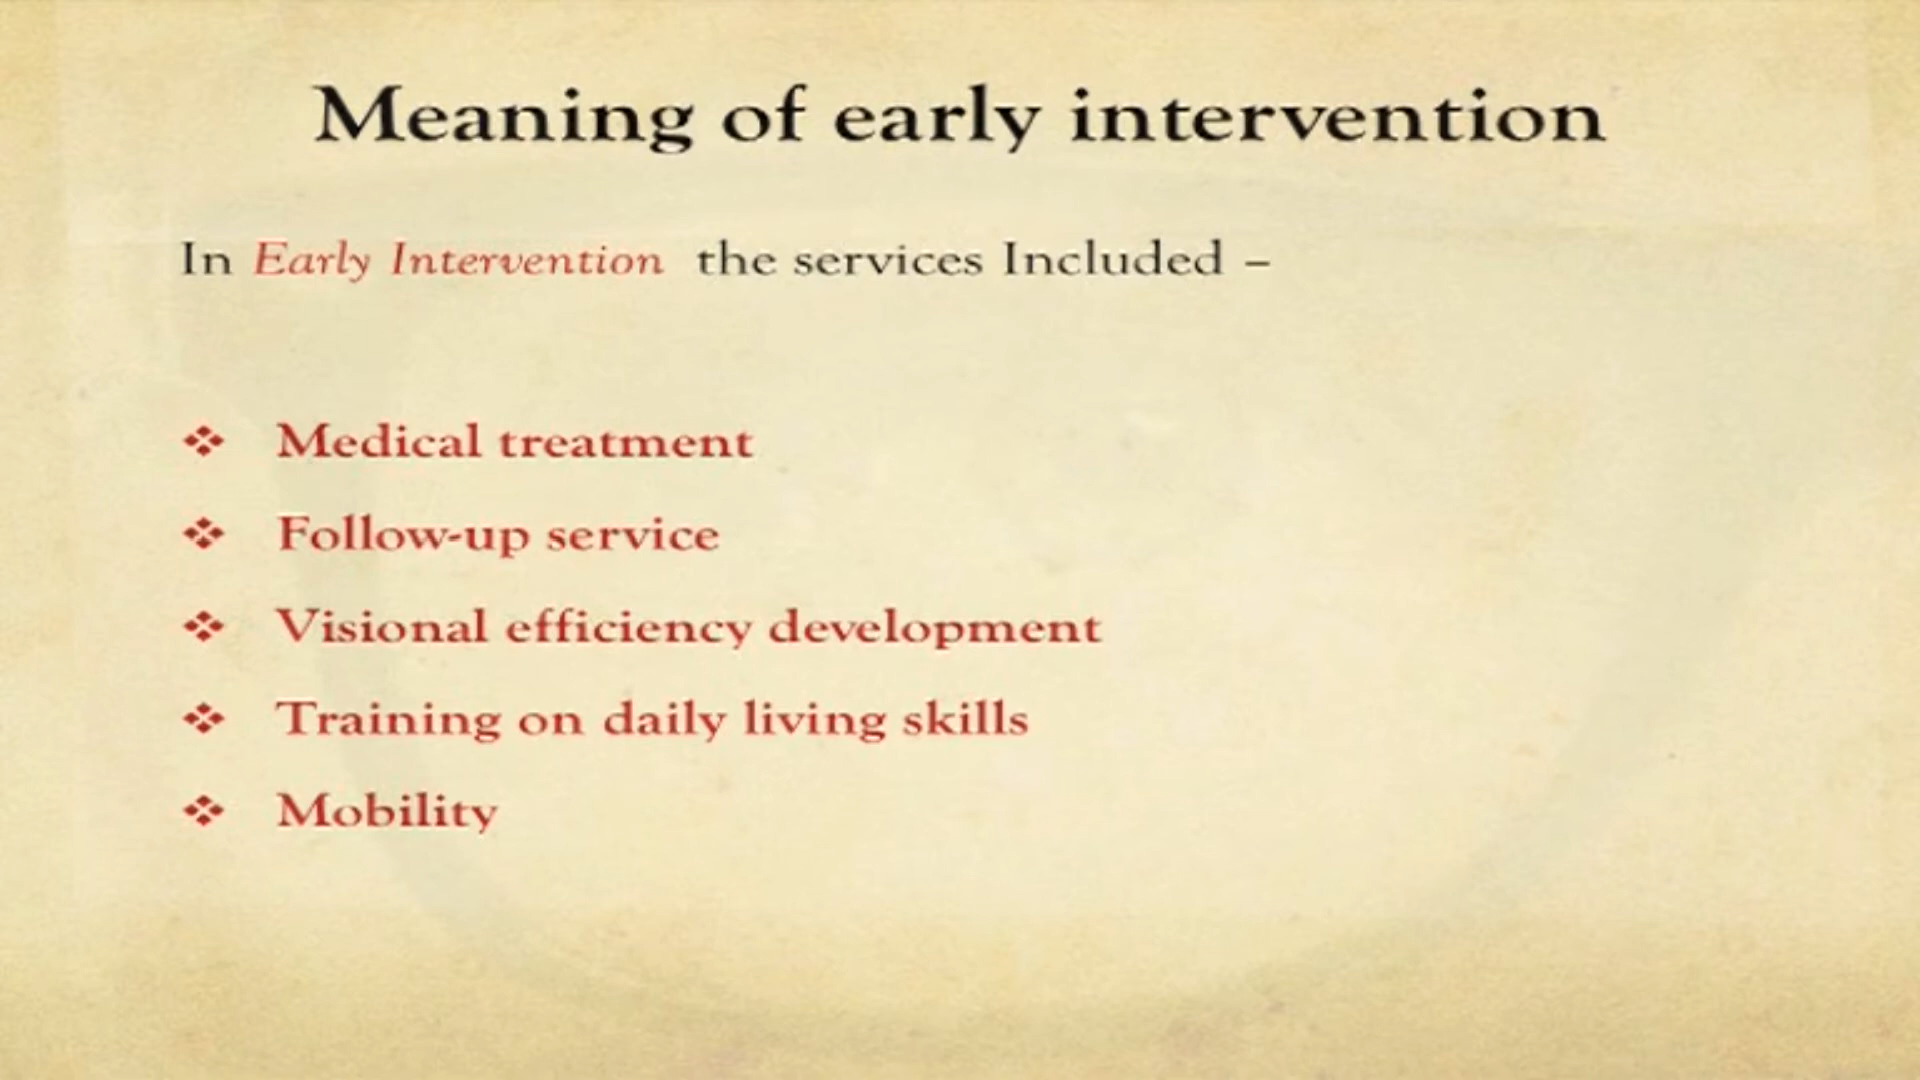 Meaning of early intervention
In Early Intervention the services Included –
❖ Medical treatment
❖ Follow-up service
❖ Visional efficiency development
❖ Training on daily living skills
❖ Mobility